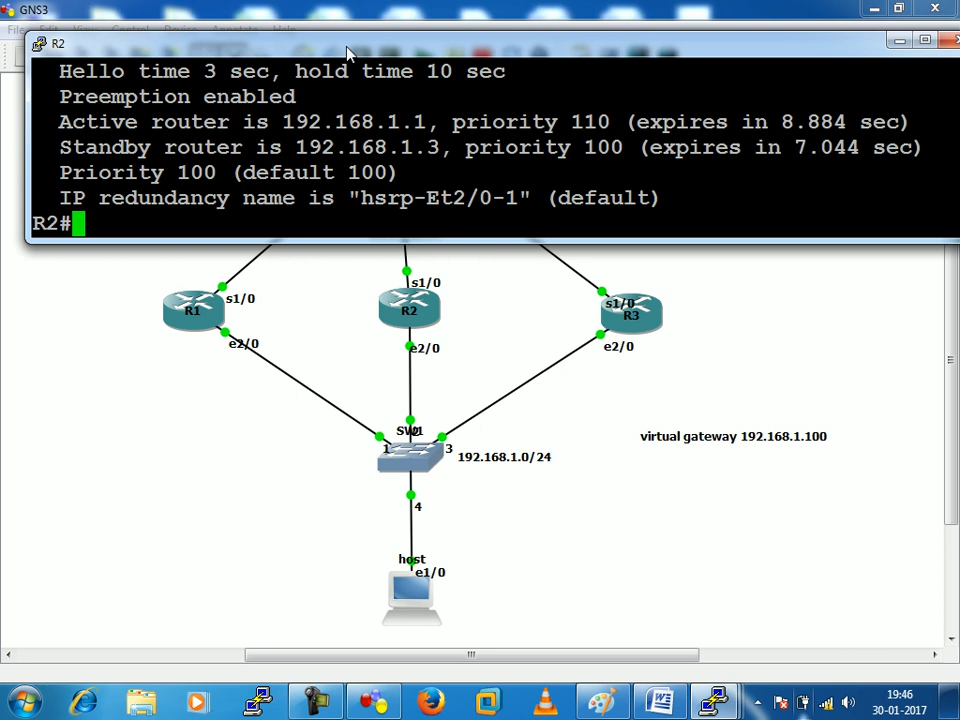 GNS3
R2
Hello time 3 sec, hold time 10 sec
Preemption enabled
Active router is 192.168.1.1, priority 110 (expires in 8.884 sec)
Standby router is 192.168.1.3, priority 100 (expires in 7.044 sec)
Priority 100 (default 100)
IP redundancy name is "hsrp-Et2/0-1" (default)
R2#
s1/0
s1/0
s1/0
R1
R2
R3
e2/0
e2/0
e2/0
SW1
virtual gateway 192.168.1.100
1
3
192.168.1.0/24
4
host
e1/0
19:46
30-01-2017